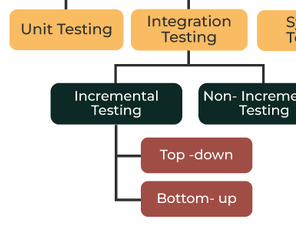 Unit Testing
Integration
Testing
Incremental
Testing
Non- Increme
Testing
Top -down
Bottom- up